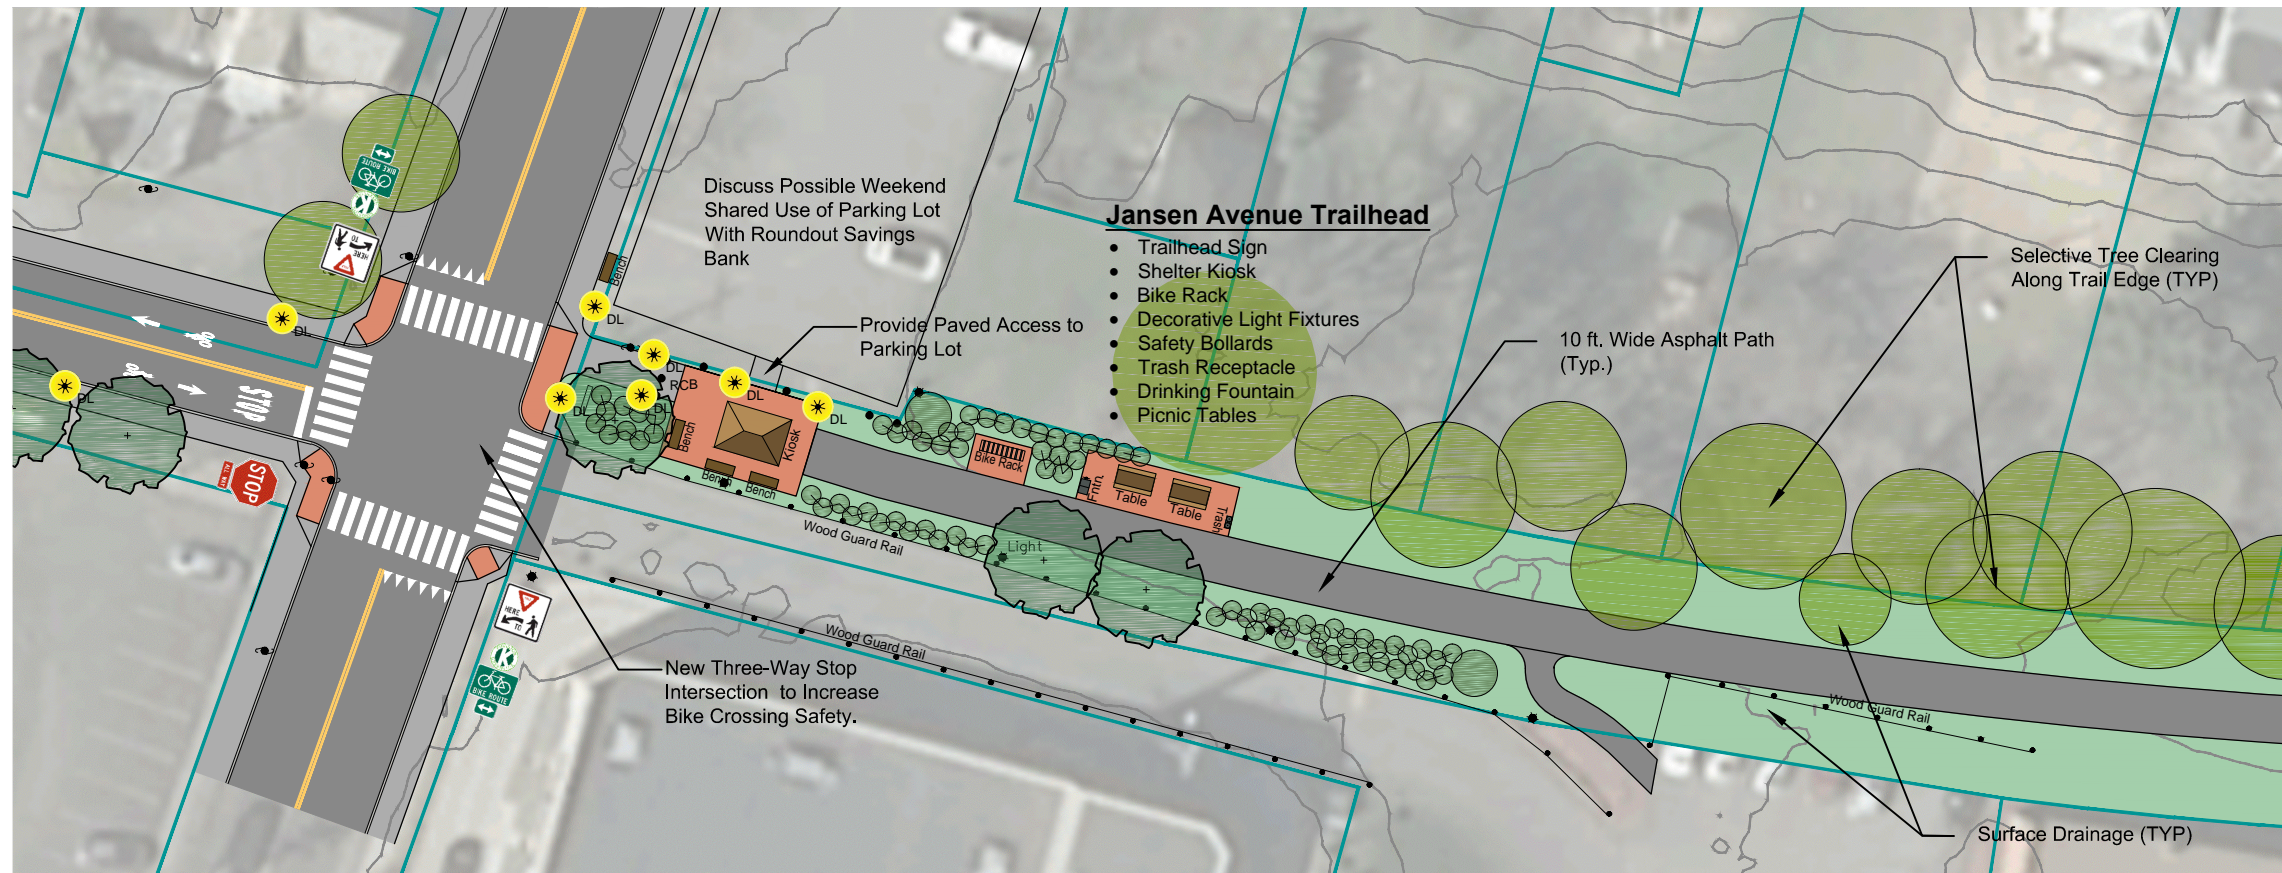 Discuss Possible Weekend
Shared Use of Parking Lot
With Roundout Savings
Bank
Jansen Avenue Trailhead
• Trailhead Sign
• Shelter Kiosk
• Bike Rack
• Decorative Light Fixtures
• Safety Bollards
• Trash Receptacle
• Drinking Fountain
• Picnic Tables
Selective Tree Clearing
Along Trail Edge (TYP)
Provide Paved Access to
Parking Lot
10 ft. Wide Asphalt Path
(Typ.)
New Three-Way Stop
Intersection to Increase
Bike Crossing Safety.
Surface Drainage (TYP)
BIKE ROUTE
K
HERE
TO
DL
STOP
DL
STOP
ALL WAY
Bench
DL
DL
RCB
DL
DL
DL
DL
Bench
Kiosk
Bench
Bench
Bike Rack
Fntn.
Table
Table
Trash
Light
Wood Guard Rail
Wood Guard Rail
Wood Guard Rail
HERE
TO
K
BIKE ROUTE